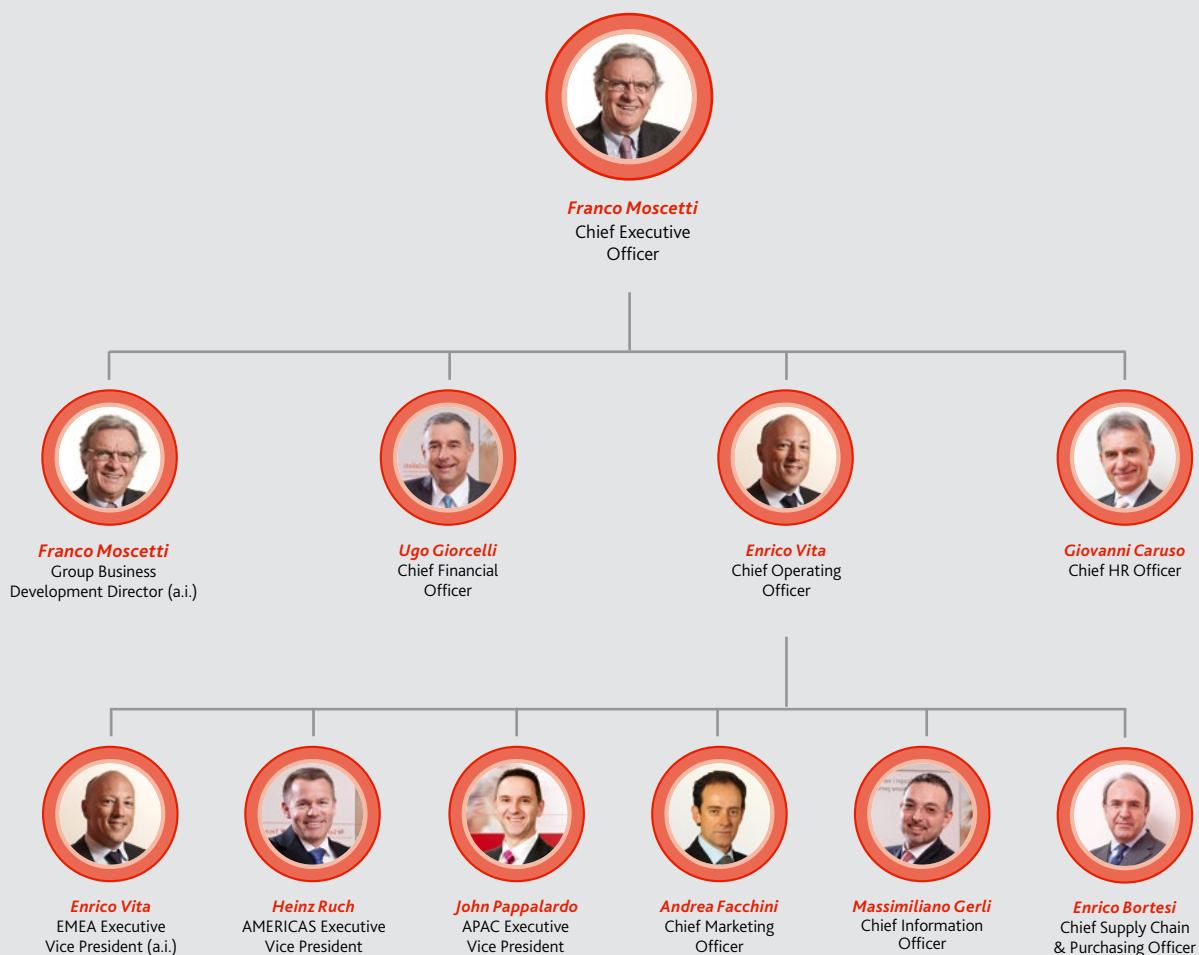 Franco Moscetti
Chief Executive
Officer
Franco Moscetti
Group Business
Development Director (a.i.)
Ugo Giorcelli
Chief Financial
Officer
Enrico Vita
Chief Operating
Officer
Giovanni Caruso
Chief HR Officer
Enrico Vita
EMEA Executive
Vice President (a.i.)
Heinz Ruch
AMERICAS Executive
Vice President
John Pappalardo
APAC Executive
Vice President
Andrea Facchini
Chief Marketing
Officer
Massimiliano Gerli
Chief Information
Officer
Enrico Bortesi
Chief Supply Chain
& Purchasing Officer